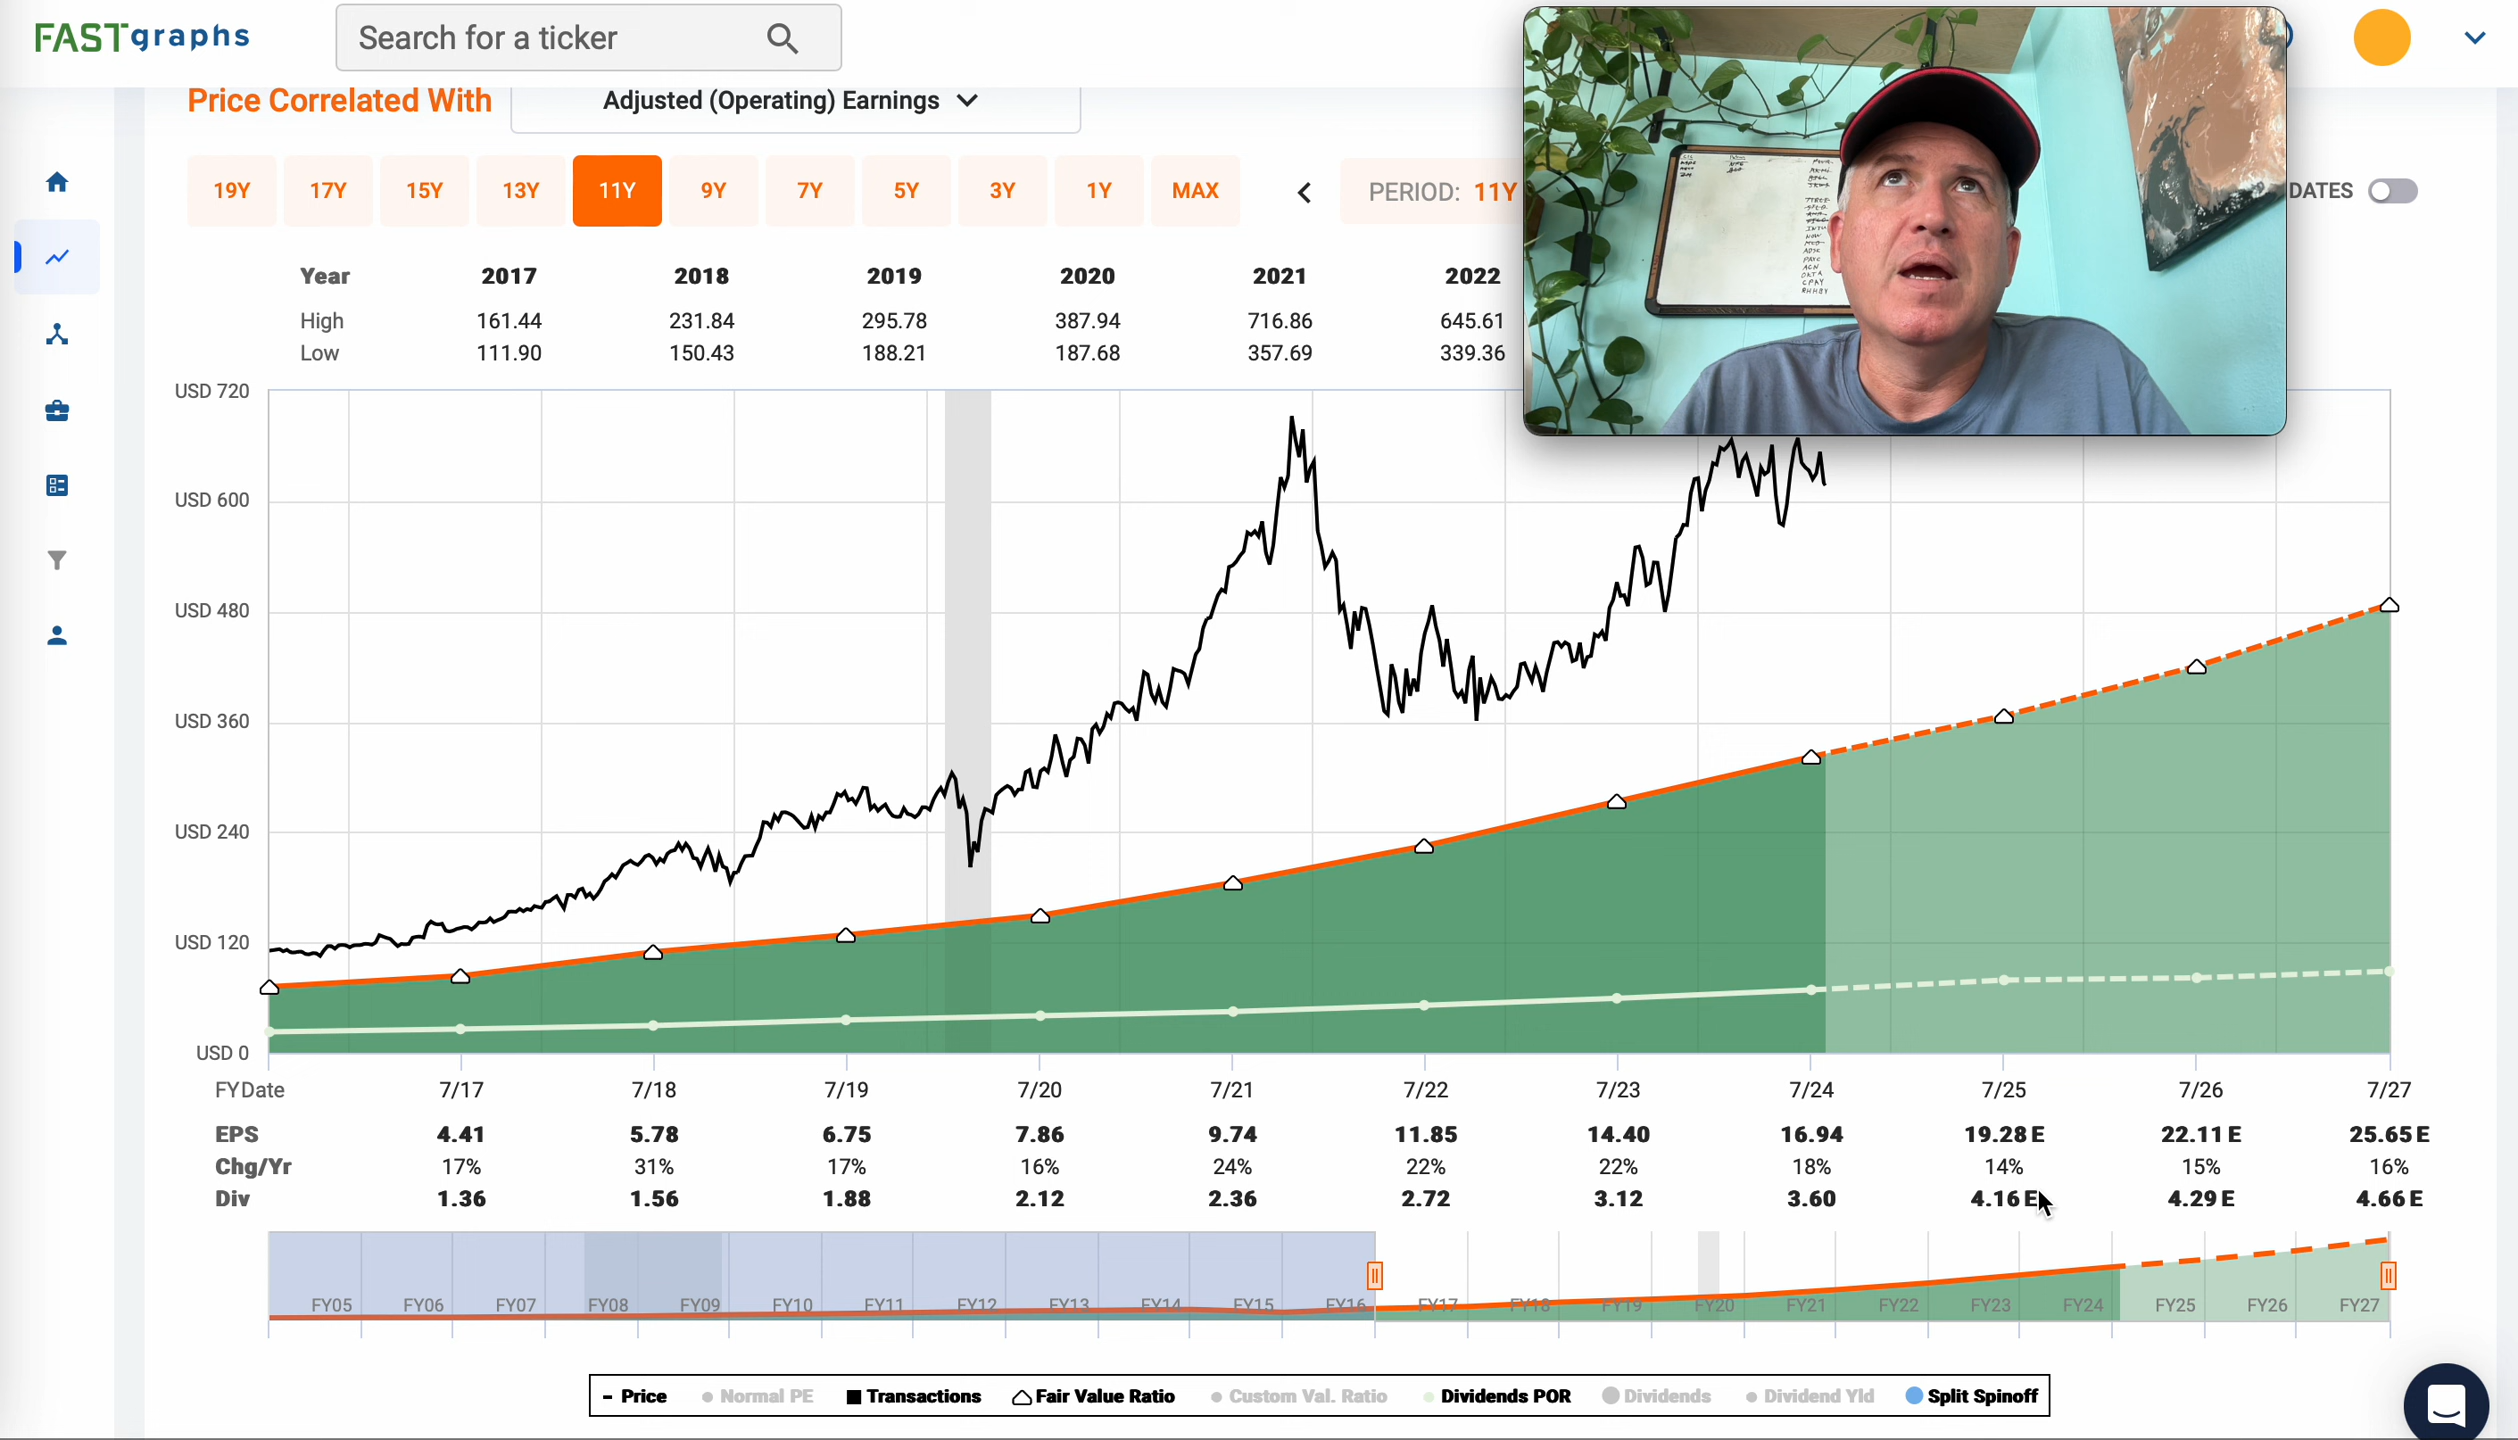 FASTgraphs
Search for a ticker
Price Correlated With
Adjusted (Operating) Earnings
19Y 17Y 15Y 13Y 11Y 9Y 7Y 5Y 3Y 1Y MAX
PERIOD: 11Y
DATES
Year 2017 2018 2019 2020 2021 2022
High 161.44 231.84 295.78 387.94 716.86 645.61
Low 111.90 150.43 188.21 187.68 357.69 339.36
USD 720
USD 600
USD 480
USD 360
USD 240
USD 120
USD 0
FYDate 7/17 7/18 7/19 7/20 7/21 7/22 7/23 7/24 7/25 7/26 7/27
EPS 4.41 5.78 6.75 7.86 9.74 11.85 14.40 16.94 19.28E 22.11E 25.65E
Chg/Yr 17% 31% 17% 16% 24% 22% 22% 18% 14% 15% 16%
Div 1.36 1.56 1.88 2.12 2.36 2.72 3.12 3.60 4.16E 4.29E 4.66E
FY05 FY06 FY07 FY08 FY09 FY10 FY11 FY12 FY13 FY14 FY15 FY16 FY17 FY18 FY19 FY20 FY21 FY22 FY23 FY24 FY25 FY26 FY27
Price Normal PE Transactions Fair Value Ratio Custom Val. Ratio Dividends POR Dividends Dividend Yld Split Spinoff